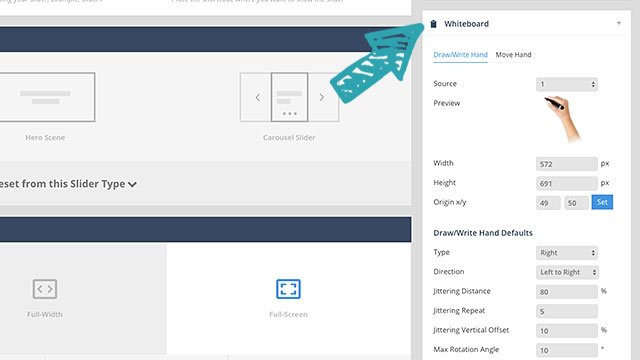 Whiteboard
Draw/Write Hand Move Hand
Source 1
Preview
Width 572 px
Height 691 px
Origin x/y 49 50 Set
Draw/Write Hand Defaults
Type Right
Direction Left to Right
Jittering Distance 80 %
Jittering Repeat 5
Jittering Vertical Offset 10 %
Max Rotation Angle 10 °
Hero Scene
Carousel Slider
eset from this Slider Type
Full-Width
Full-Screen